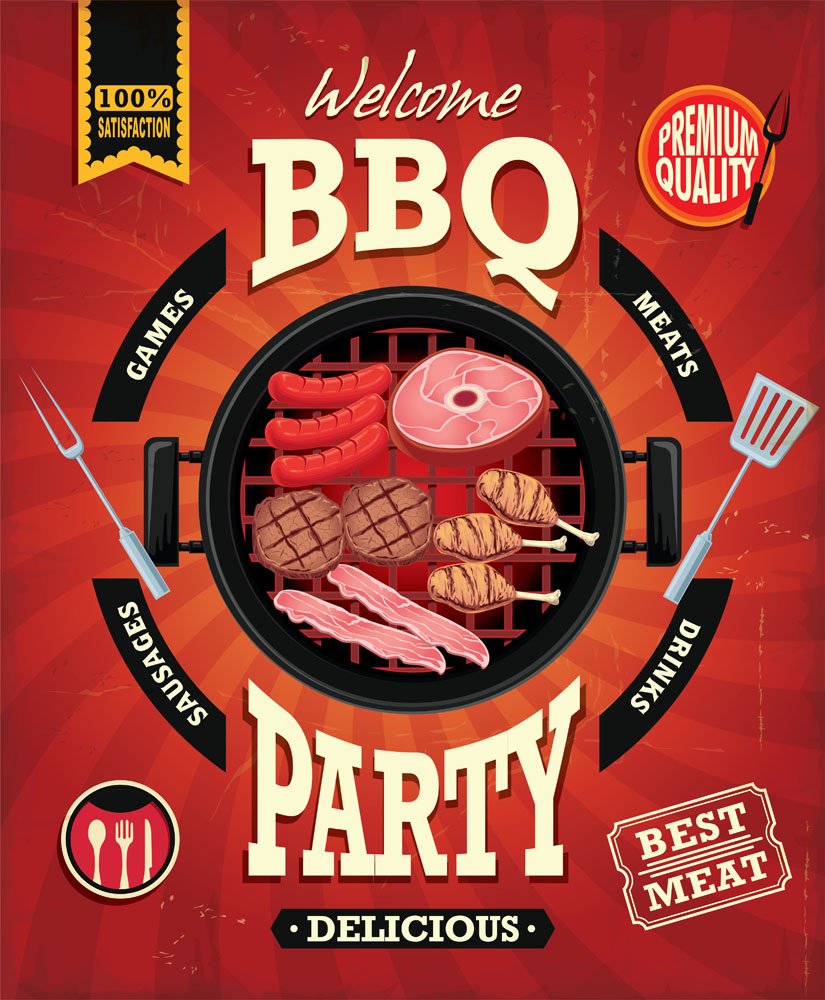 100%
SATISFACTION
Welcome
BBQ
PREMIUM
QUALITY
GAMES
MEATS
SAUSAGES
DRINKS
PARTY
BEST
MEAT
• DELICIOUS •